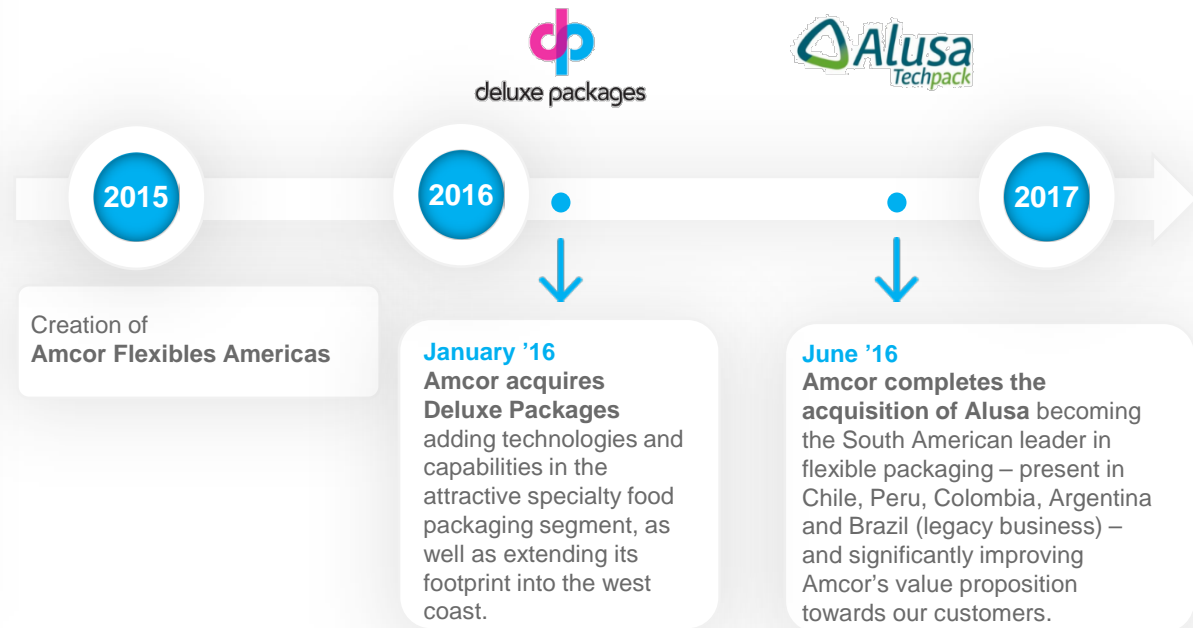 dp
deluxe packages
Alusa
Techpack
2015
2016
2017
Creation of
Amcor Flexibles Americas
January ’16
Amcor acquires
Deluxe Packages
adding technologies and
capabilities in the
attractive specialty food
packaging segment, as
well as extending its
footprint into the west
coast.
June ’16
Amcor completes the
acquisition of Alusa becoming
the South American leader in
flexible packaging – present in
Chile, Peru, Colombia, Argentina
and Brazil (legacy business) –
and significantly improving
Amcor’s value proposition
towards our customers.